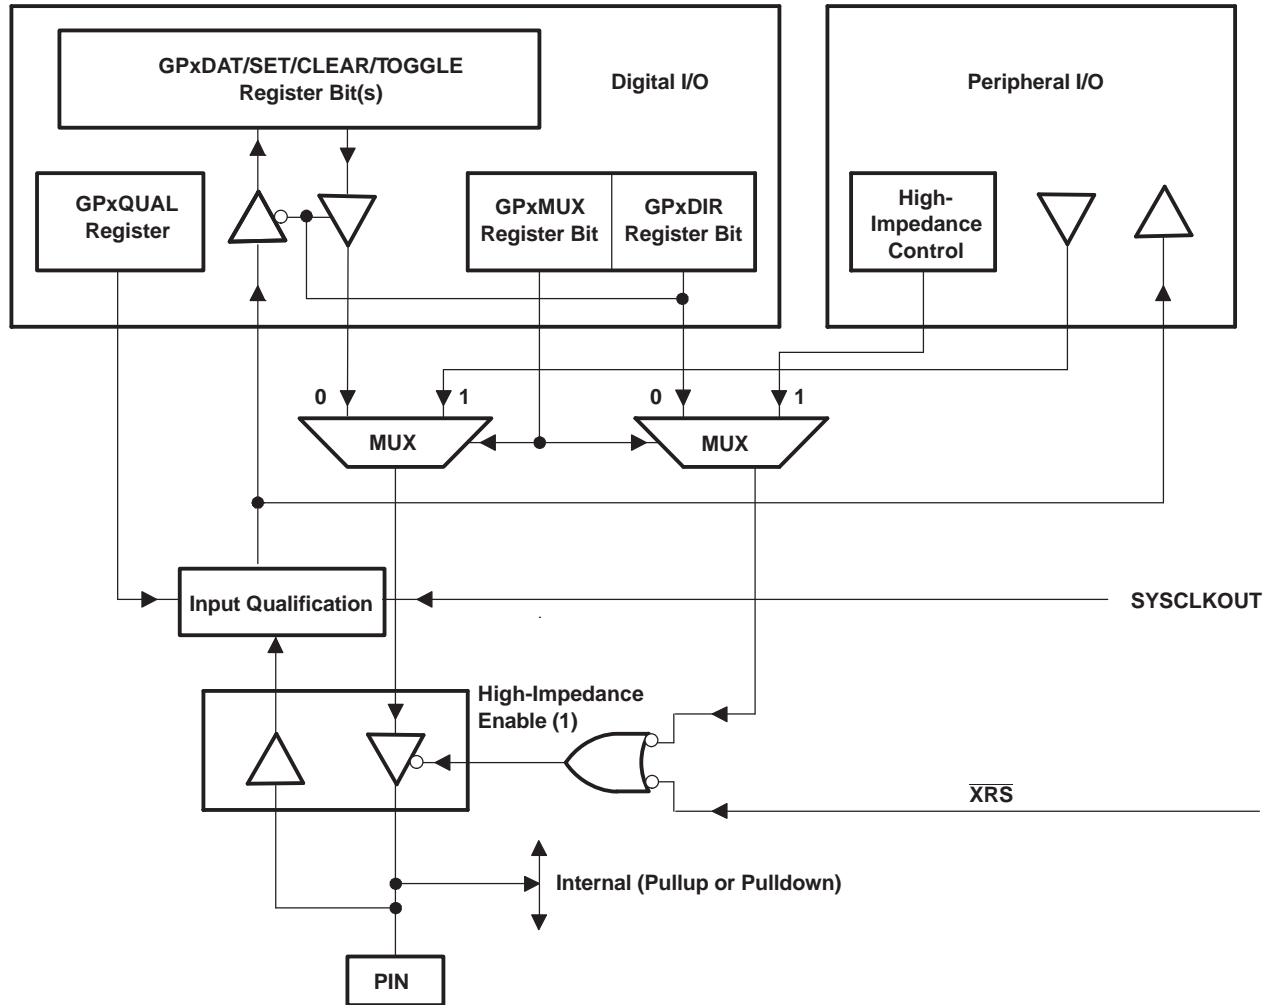 GPxDAT/SET/CLEAR/TOGGLE
Register Bit(s)
Digital I/O
Peripheral I/O
GPxQUAL
Register
GPxMUX
Register Bit
GPxDIR
Register Bit
High-
Impedance
Control
0
1
0
1
MUX
MUX
Input Qualification
SYSCLKOUT
High-Impedance
Enable (1)
XRS
Internal (Pullup or Pulldown)
PIN